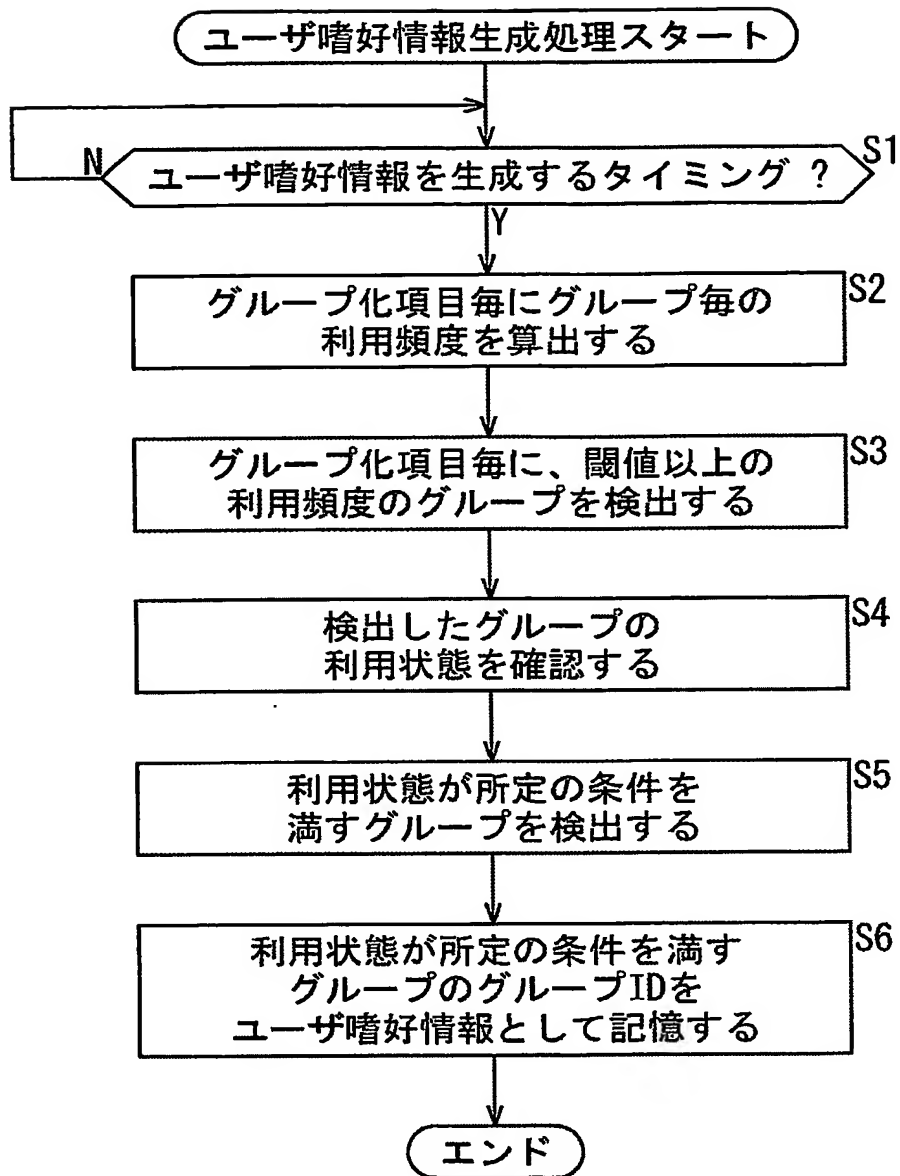 ユーザ嗜好情報生成処理スタート
N
ユーザ嗜好情報を生成するタイミング ?
S1
Y
S2
グループ化項目毎にグループ毎の
利用頻度を算出する
S3
グループ化項目毎に、閾値以上の
利用頻度のグループを検出する
S4
検出したグループの
利用状態を確認する
S5
利用状態が所定の条件を
満すグループを検出する
S6
利用状態が所定の条件を満す
グループのグループIDを
ユーザ嗜好情報として記憶する
エンド